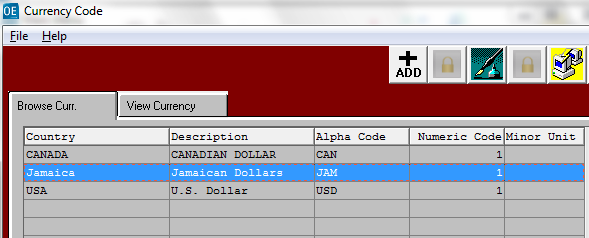 OE Currency Code
File Help
ADD
Browse Curr. View Currency
Country Description Alpha Code Numeric Code Minor Unit
CANADA CANADIAN DOLLAR CAN 1
Jamaica Jamaican Dollars JAM 1
USA U.S. Dollar USD 1